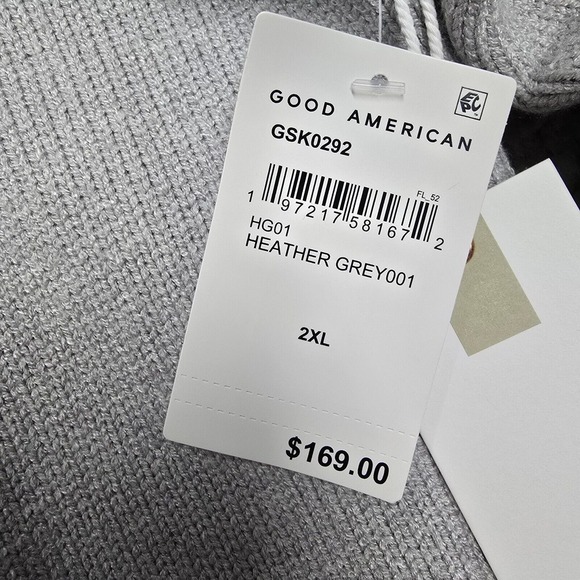 GOOD AMERICAN
GSK0292
FL_52
1 97217 58167 2
HG01
HEATHER GREY001
2XL
$169.00